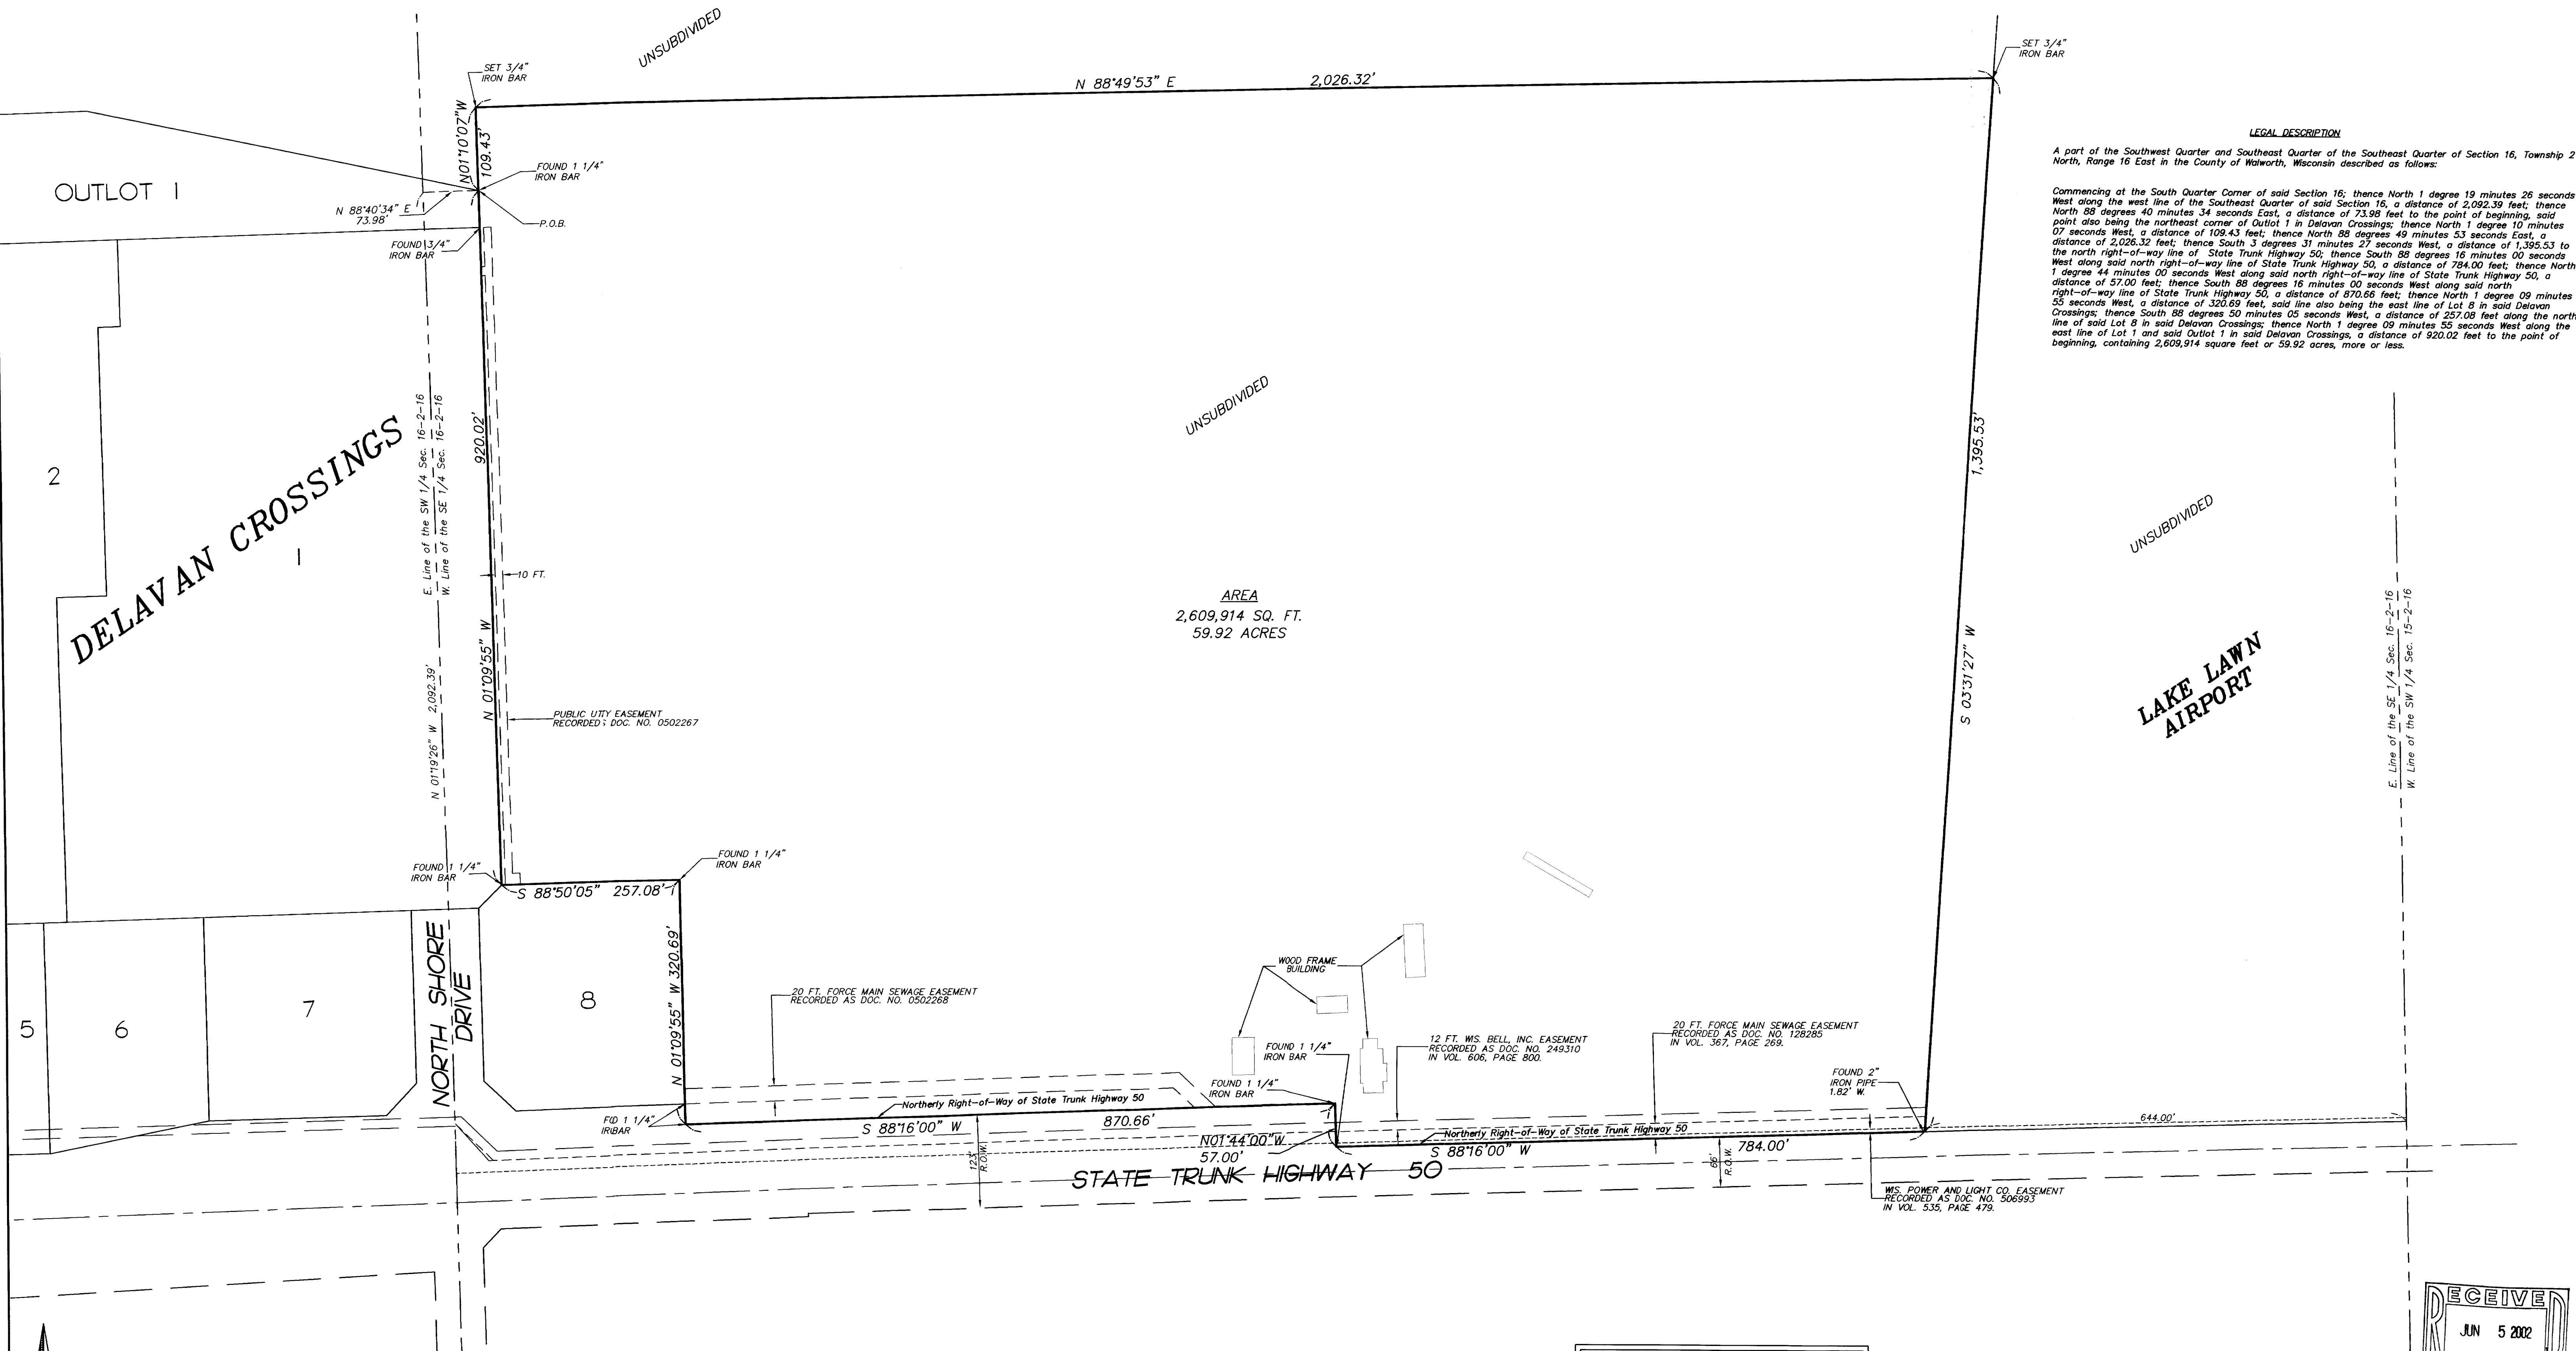 UNSUBDIVIDED
SET 3/4"
IRON BAR
SET 3/4"
IRON BAR
N 88°49'53" E 2,026.32'
N01°10'07"W
109.43'
FOUND 1 1/4"
IRON BAR
OUTLOT 1
N 88°40'34" E
73.98'
P.O.B.
FOUND 3/4"
IRON BAR
LEGAL DESCRIPTION
A part of the Southwest Quarter and Southeast Quarter of the Southeast Quarter of Section 16, Township 2
North, Range 16 East in the County of Walworth, Wisconsin described as follows:
Commencing at the South Quarter Corner of said Section 16; thence North 1 degree 19 minutes 26 seconds
West along the west line of the Southeast Quarter of said Section 16, a distance of 2,092.39 feet; thence
North 88 degrees 40 minutes 34 seconds East, a distance of 73.98 feet to the point of beginning, said
point also being the northeast corner of Outlot 1 in Delavan Crossings; thence North 1 degree 10 minutes
07 seconds West, a distance of 109.43 feet; thence North 88 degrees 49 minutes 53 seconds East, a
distance of 2,026.32 feet; thence South 3 degrees 31 minutes 27 seconds West, a distance of 1,395.53 to
the north right-of-way line of State Trunk Highway 50; thence South 88 degrees 16 minutes 00 seconds
West along said north right-of-way line of State Trunk Highway 50, a distance of 784.00 feet; thence North
1 degree 44 minutes 00 seconds West along said north right-of-way line of State Trunk Highway 50, a
distance of 57.00 feet; thence South 88 degrees 16 minutes 00 seconds West along said north
right-of-way line of State Trunk Highway 50, a distance of 870.66 feet; thence North 1 degree 09 minutes
55 seconds West, a distance of 320.69 feet, said line also being the east line of Lot 8 in said Delavan
Crossings; thence South 88 degrees 50 minutes 05 seconds West, a distance of 257.08 feet along the north
line of said Lot 8 in said Delavan Crossings; thence North 1 degree 09 minutes 55 seconds West along the
east line of Lot 1 and said Outlot 1 in said Delavan Crossings, a distance of 920.02 feet to the point of
beginning, containing 2,609,914 square feet or 59.92 acres, more or less.
2
DELAVAN CROSSINGS
1
E. Line of the SW 1/4 Sec. 16-2-16
W. Line of the SE 1/4 Sec. 16-2-16
N 01°19'26" W 2,092.39'
920.02'
N 01°09'55" W
10 FT.
PUBLIC UTTY EASEMENT
RECORDED: DOC. NO. 0502267
UNSUBDIVIDED
AREA
2,609,914 SQ. FT.
59.92 ACRES
1,395.53'
S 03°31'27" W
UNSUBDIVIDED
LAKE LAWN
AIRPORT
E. Line of the SE 1/4 Sec. 16-2-16
W. Line of the SW 1/4 Sec. 15-2-16
FOUND 1 1/4"
IRON BAR
FOUND 1 1/4"
IRON BAR
S 88°50'05" 257.08'
N 01°09'55" W 320.69'
5
6
7
8
NORTH SHORE
DRIVE
20 FT. FORCE MAIN SEWAGE EASEMENT
RECORDED AS DOC. NO. 0502268
WOOD FRAME
BUILDING
FOUND 1 1/4"
IRON BAR
FOUND 1 1/4"
IRON BAR
12 FT. WIS. BELL, INC. EASEMENT
RECORDED AS DOC. NO. 249310
IN VOL. 606, PAGE 800.
20 FT. FORCE MAIN SEWAGE EASEMENT
RECORDED AS DOC. NO. 128285
IN VOL. 367, PAGE 269.
FOUND 2"
IRON PIPE
1.82' W.
F(D 1 1/4"
IR(BAR
Northerly Right-of-Way of State Trunk Highway 50
S 88°16'00" W 870.66'
N01°44'00"W
57.00'
Northerly Right-of-Way of State Trunk Highway 50
S 88°16'00" W 784.00'
644.00'
123'
R.O.W.
66'
R.O.W.
STATE TRUNK HIGHWAY 50
WIS. POWER AND LIGHT CO. EASEMENT
RECORDED AS DOC. NO. 506993
IN VOL. 535, PAGE 479.
RECEIVED
JUN 5 2002